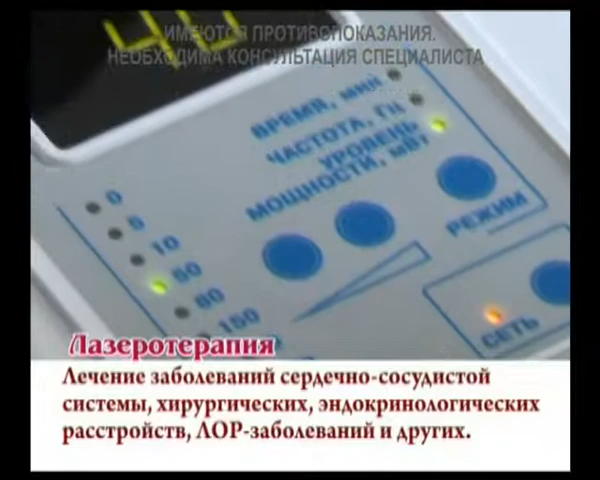 ИМЕЮТСЯ ПРОТИВОПОКАЗАНИЯ.
НЕОБХОДИМА КОНСУЛЬТАЦИЯ СПЕЦИАЛИСТА
ВРЕМЯ, мин
ЧАСТОТА, Гц
УРОВЕНЬ
МОЩНОСТИ, мВт
РЕЖИМ
0
5
10
50
80
150
СЕТЬ
Лазеротерапия
Лечение заболеваний сердечно-сосудистой
системы, хирургических, эндокринологических
расстройств, ЛОР-заболеваний и других.